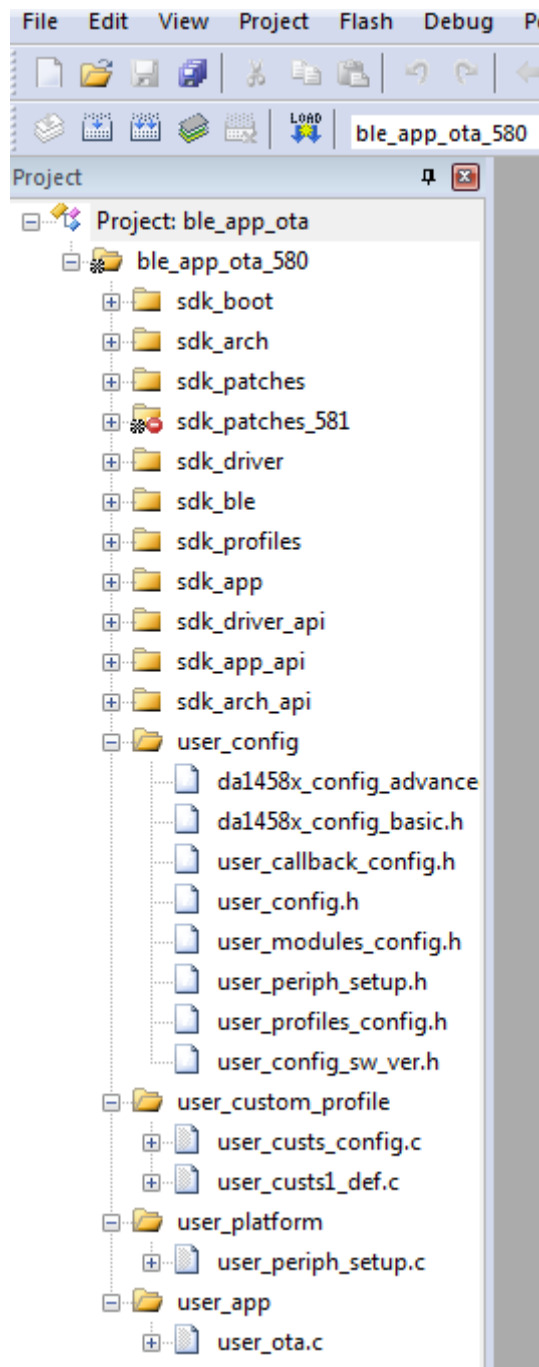 File Edit View Project Flash Debug
LOAD ble_app_ota_580
Project
Project: ble_app_ota
ble_app_ota_580
sdk_boot
sdk_arch
sdk_patches
sdk_patches_581
sdk_driver
sdk_ble
sdk_profiles
sdk_app
sdk_driver_api
sdk_app_api
sdk_arch_api
user_config
da1458x_config_advance
da1458x_config_basic.h
user_callback_config.h
user_config.h
user_modules_config.h
user_periph_setup.h
user_profiles_config.h
user_config_sw_ver.h
user_custom_profile
user_custs_config.c
user_custs1_def.c
user_platform
user_periph_setup.c
user_app
user_ota.c